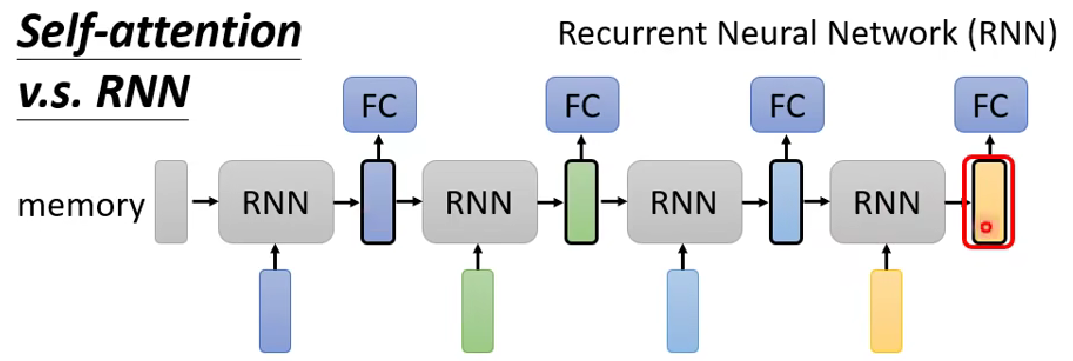 Self-attention
v.s. RNN
Recurrent Neural Network (RNN)
FC
FC
FC
FC
memory
RNN
RNN
RNN
RNN